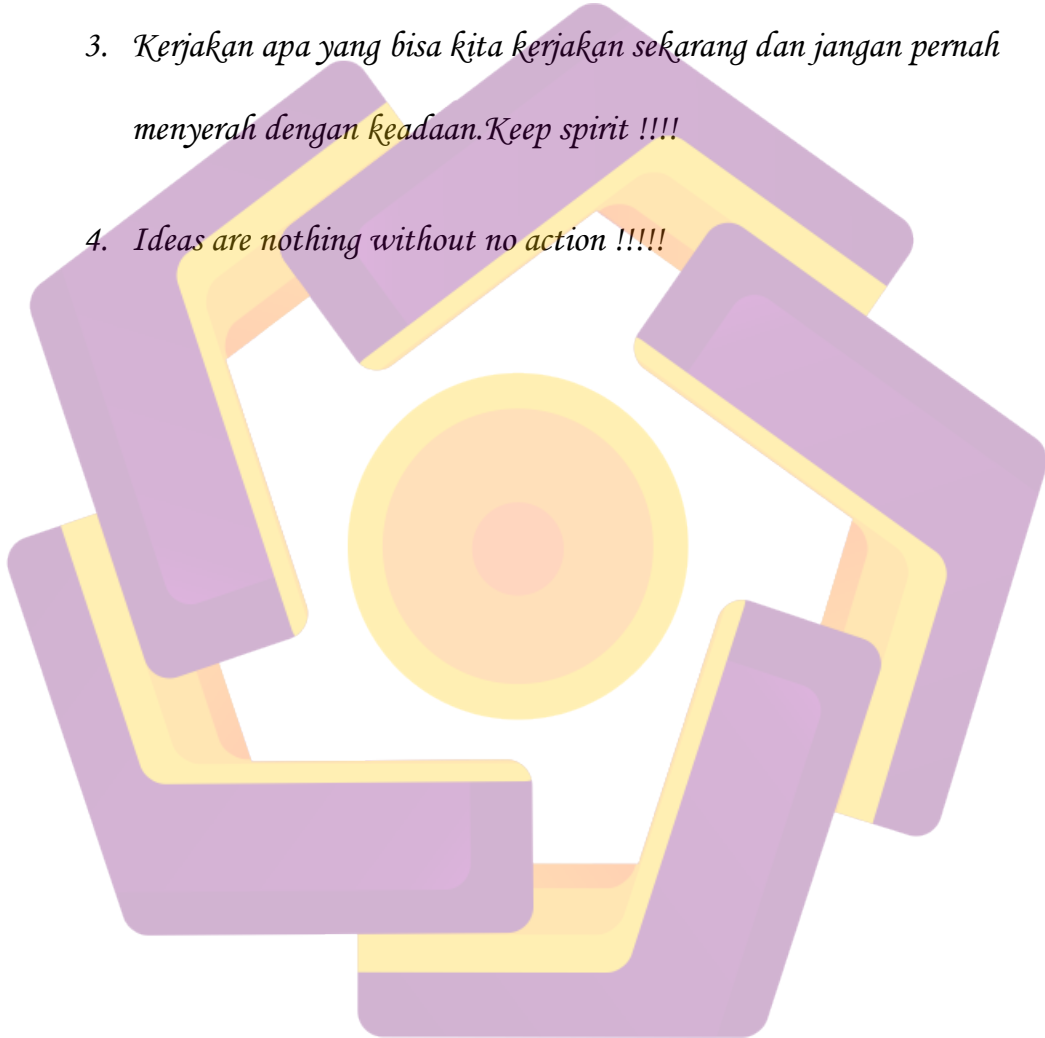 3. Kerjakan apa yang bisa kita kerjakan sekarang dan jangan pernah
menyerah dengan keadaan.Keep spirit !!!!
4. Ideas are nothing without no action !!!!!